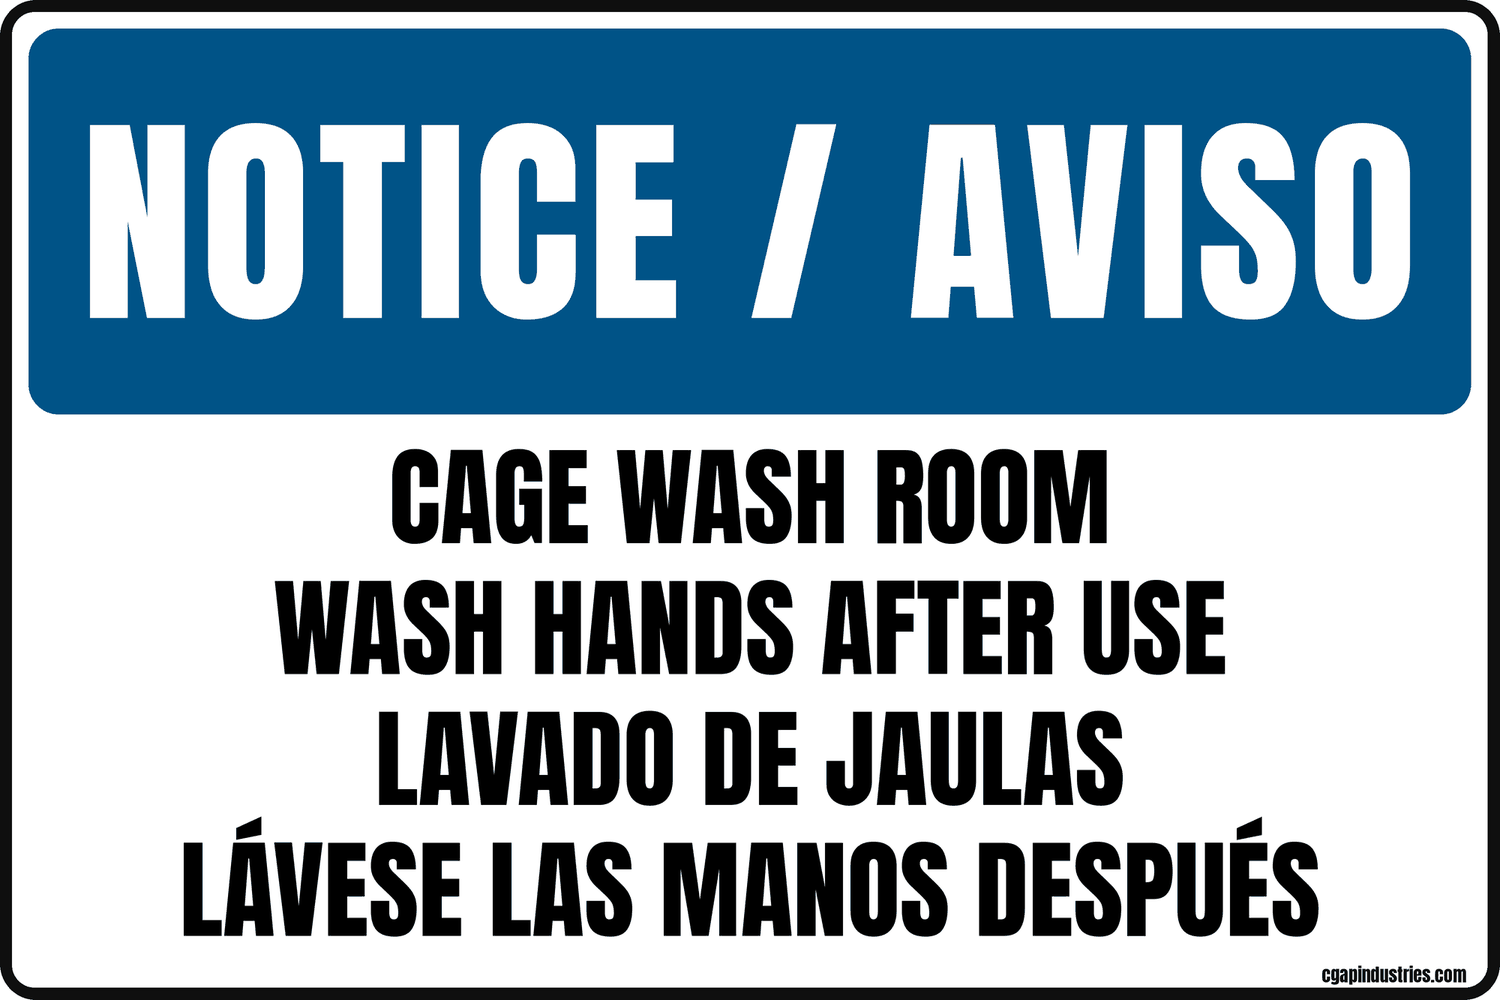 NOTICE / AVISO
CAGE WASH ROOM
WASH HANDS AFTER USE
LAVADO DE JAULAS
LÁVESE LAS MANOS DESPUÉS
cgapindustries.com